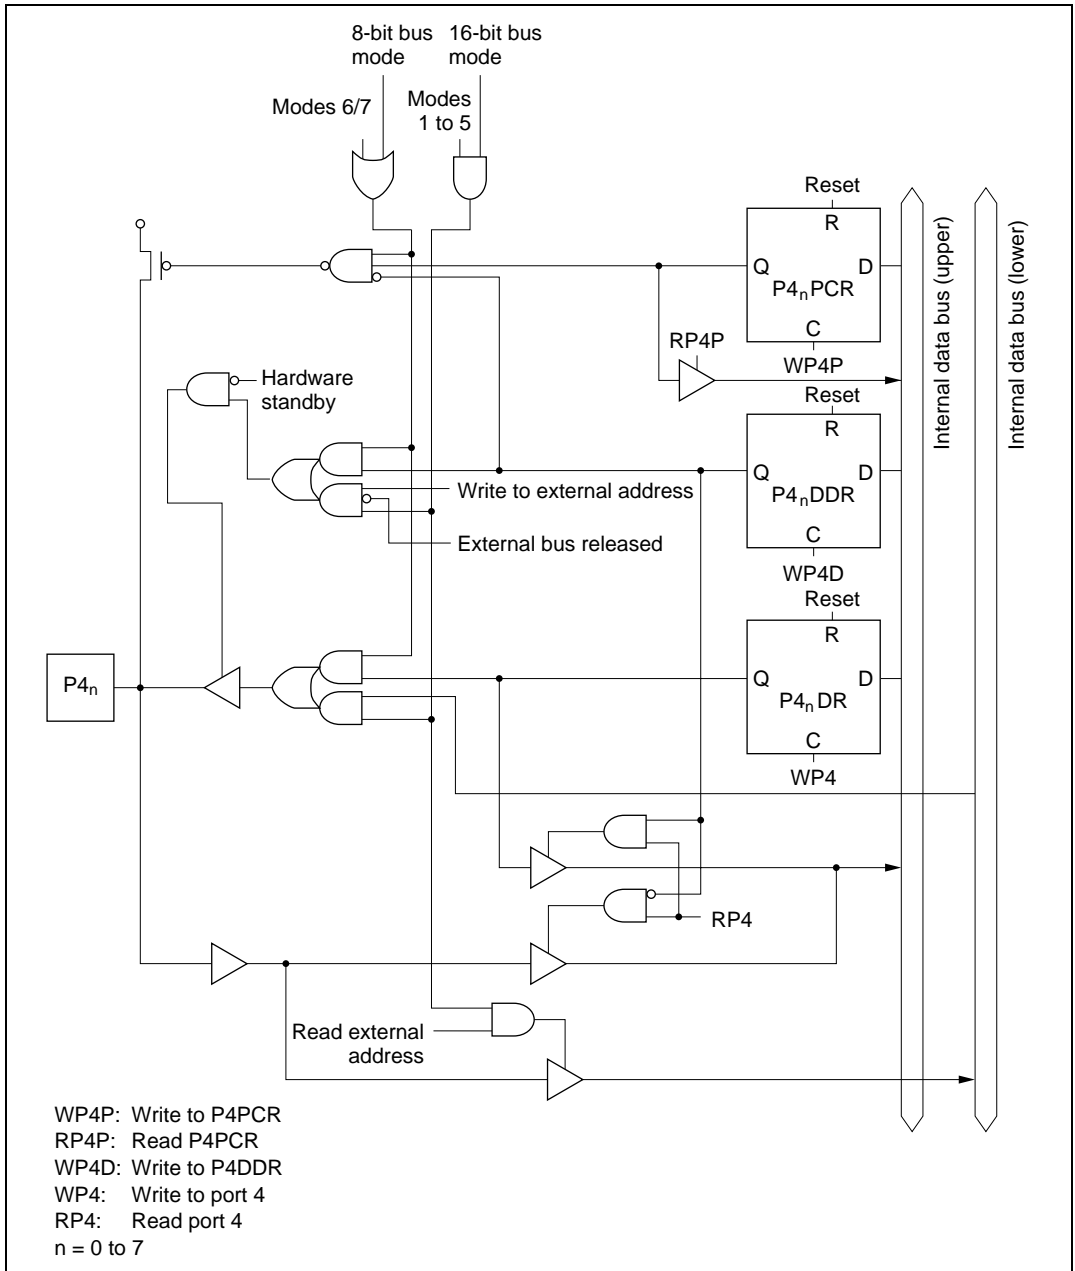 8-bit bus
mode
16-bit bus
mode
Modes 6/7
Modes
1 to 5
Reset
R
Q
D
P4nPCR
C
WP4P
RP4P
Hardware
standby
Reset
R
Q
D
P4nDDR
C
WP4D
Write to external address
External bus released
Reset
R
Q
D
P4nDR
C
WP4
P4n
RP4
Read external
address
Internal data bus (upper)
Internal data bus (lower)
WP4P: Write to P4PCR
RP4P: Read P4PCR
WP4D: Write to P4DDR
WP4: Write to port 4
RP4: Read port 4
n = 0 to 7